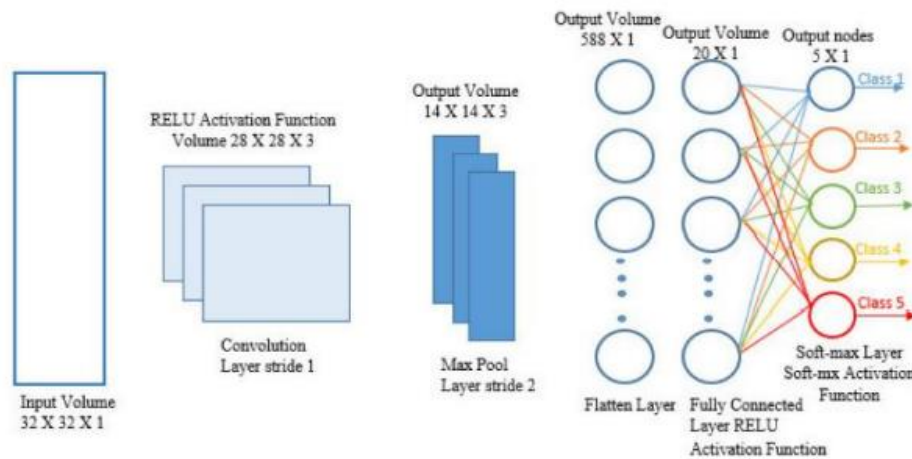 Input Volume
32 X 32 X 1
RELU Activation Function
Volume 28 X 28 X 3
Convolution
Layer stride 1
Output Volume
14 X 14 X 3
Max Pool
Layer stride 2
Output Volume
588 X 1
Flatten Layer
Output Volume
20 X 1
Fully Connected
Layer RELU
Activation Function
Output nodes
5 X 1
Class 1
Class 2
Class 3
Class 4
Class 5
Soft-max Layer
Soft-mx Activation
Function